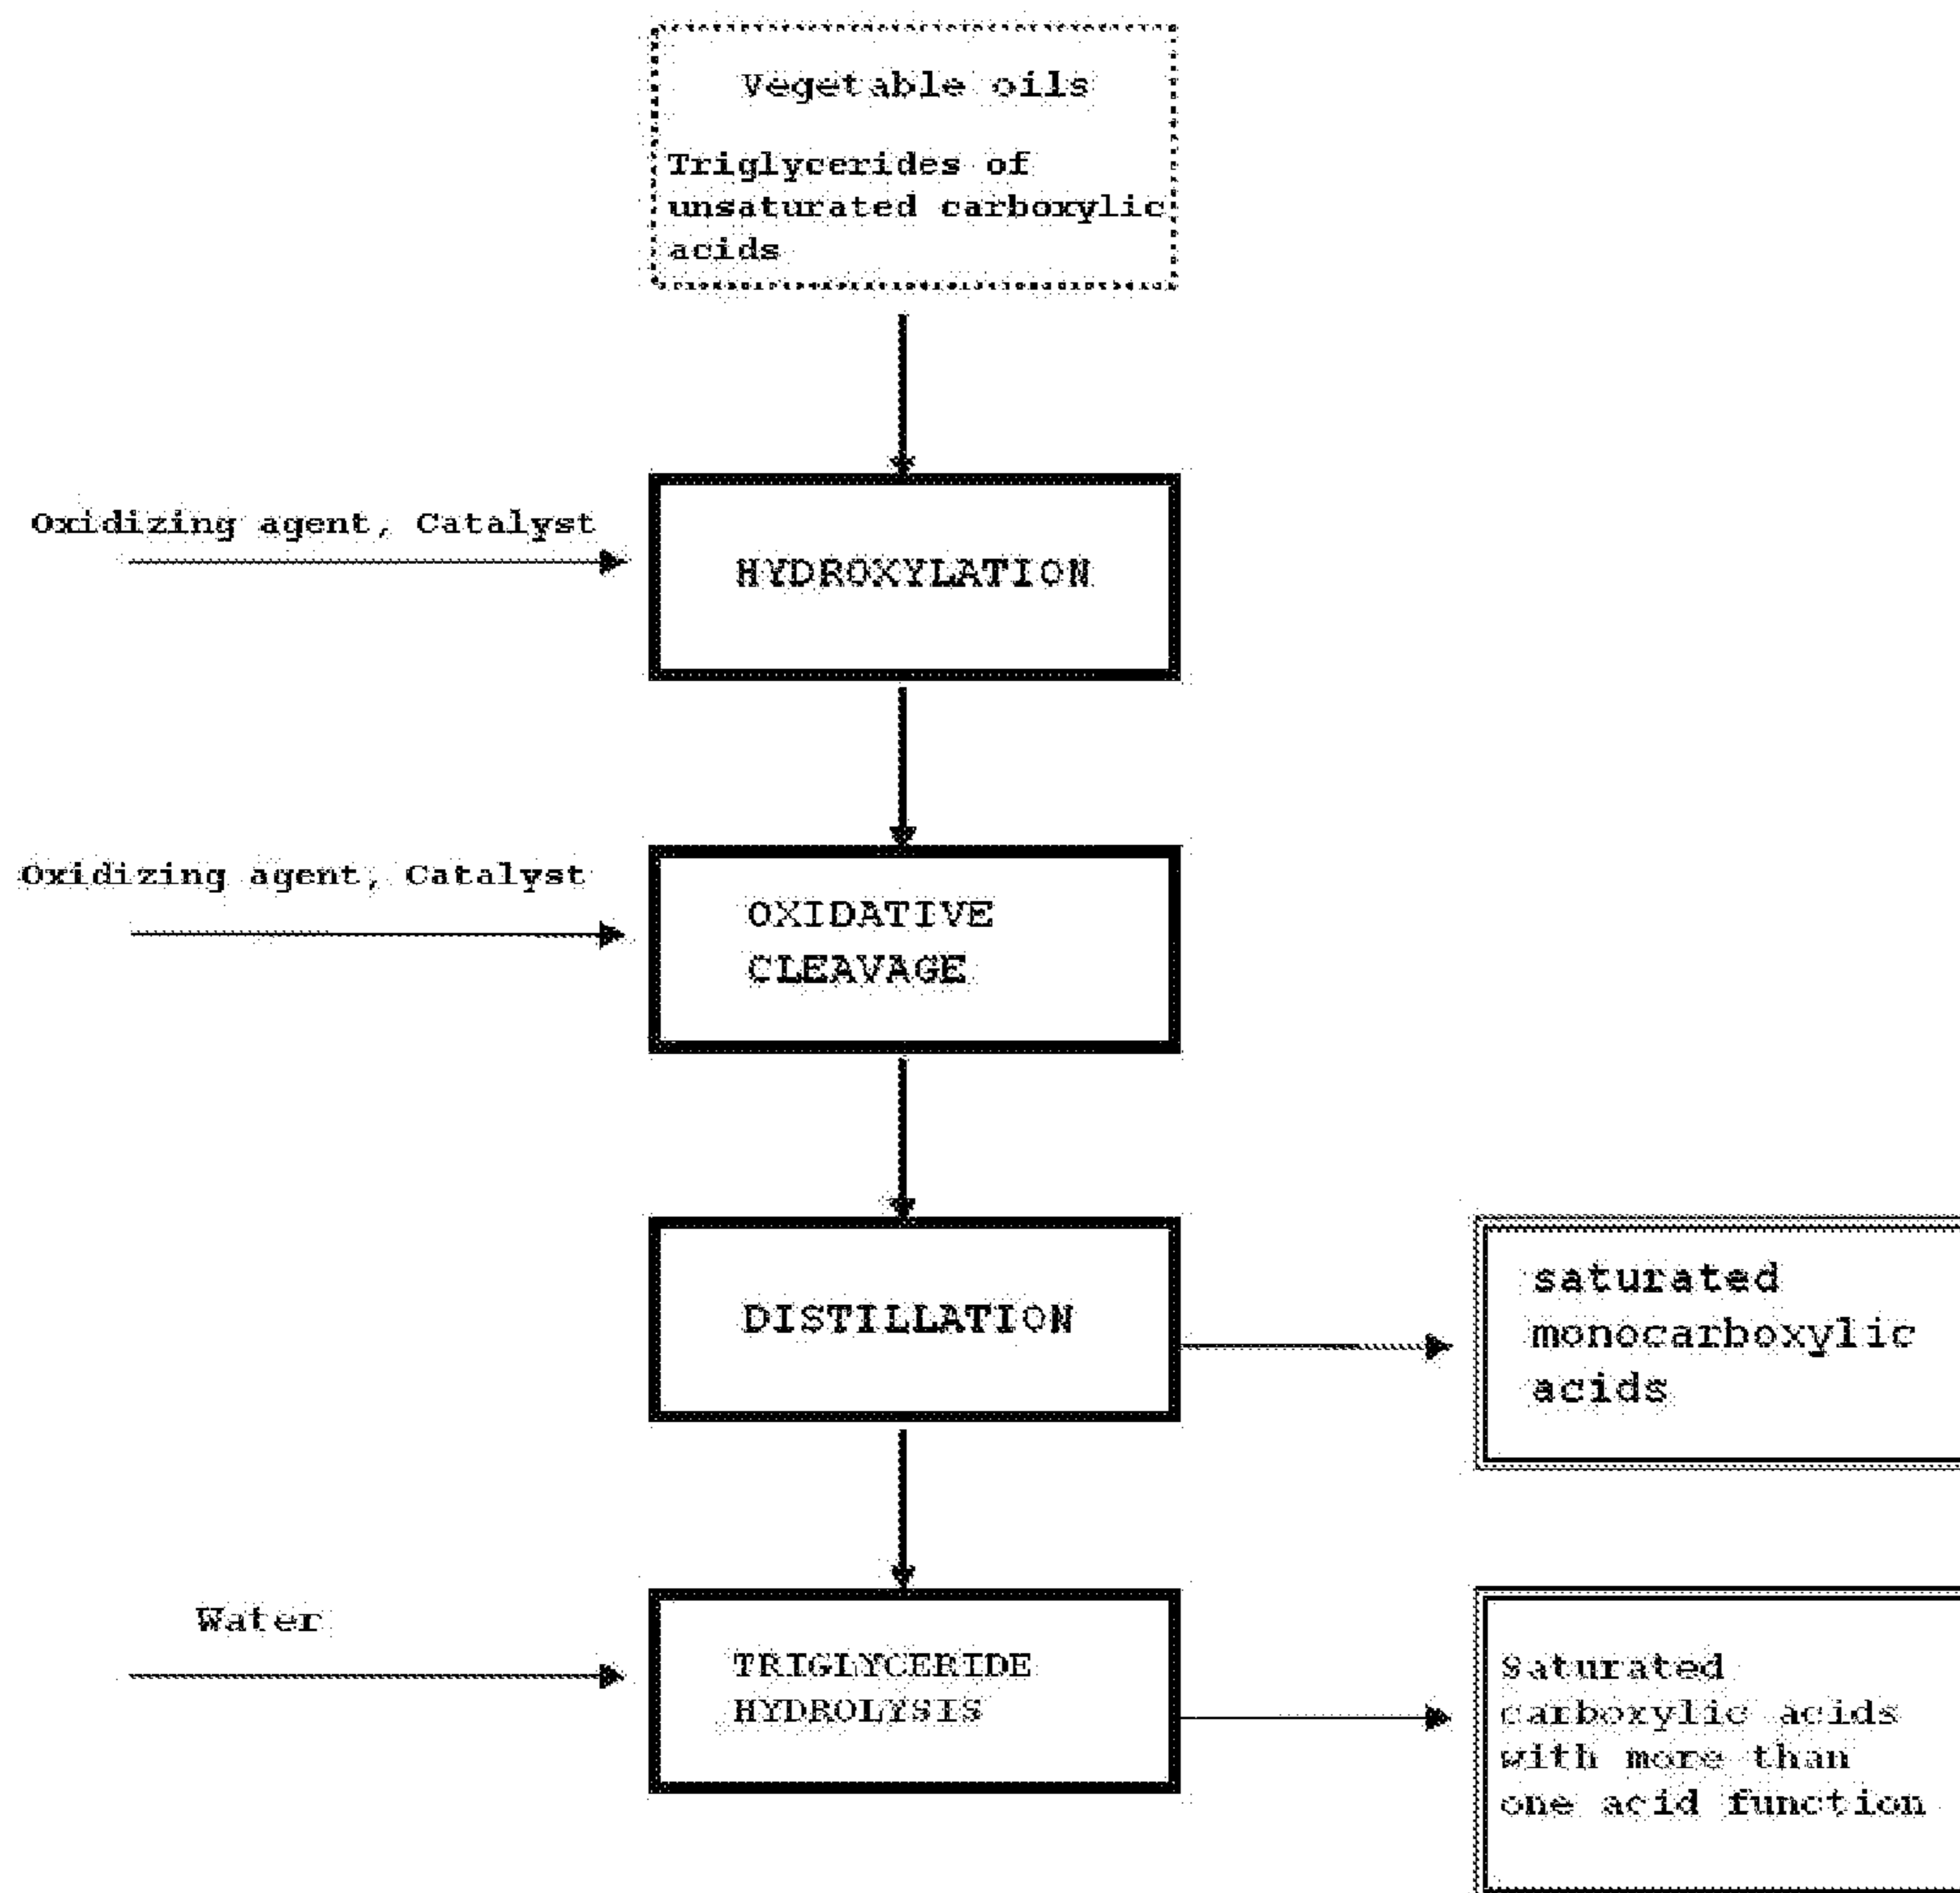 Vegetable oils
Triglycerides of
unsaturated carboxylic
acids
Oxidizing agent, Catalyst
HYDROXYLATION
Oxidizing agent, Catalyst
OXIDATIVE
CLEAVAGE
DISTILLATION
saturated
monocarboxylic
acids
Water
TRIGLYCERIDE
HYDROLYSIS
Saturated
carboxylic acids
with more than
one acid function